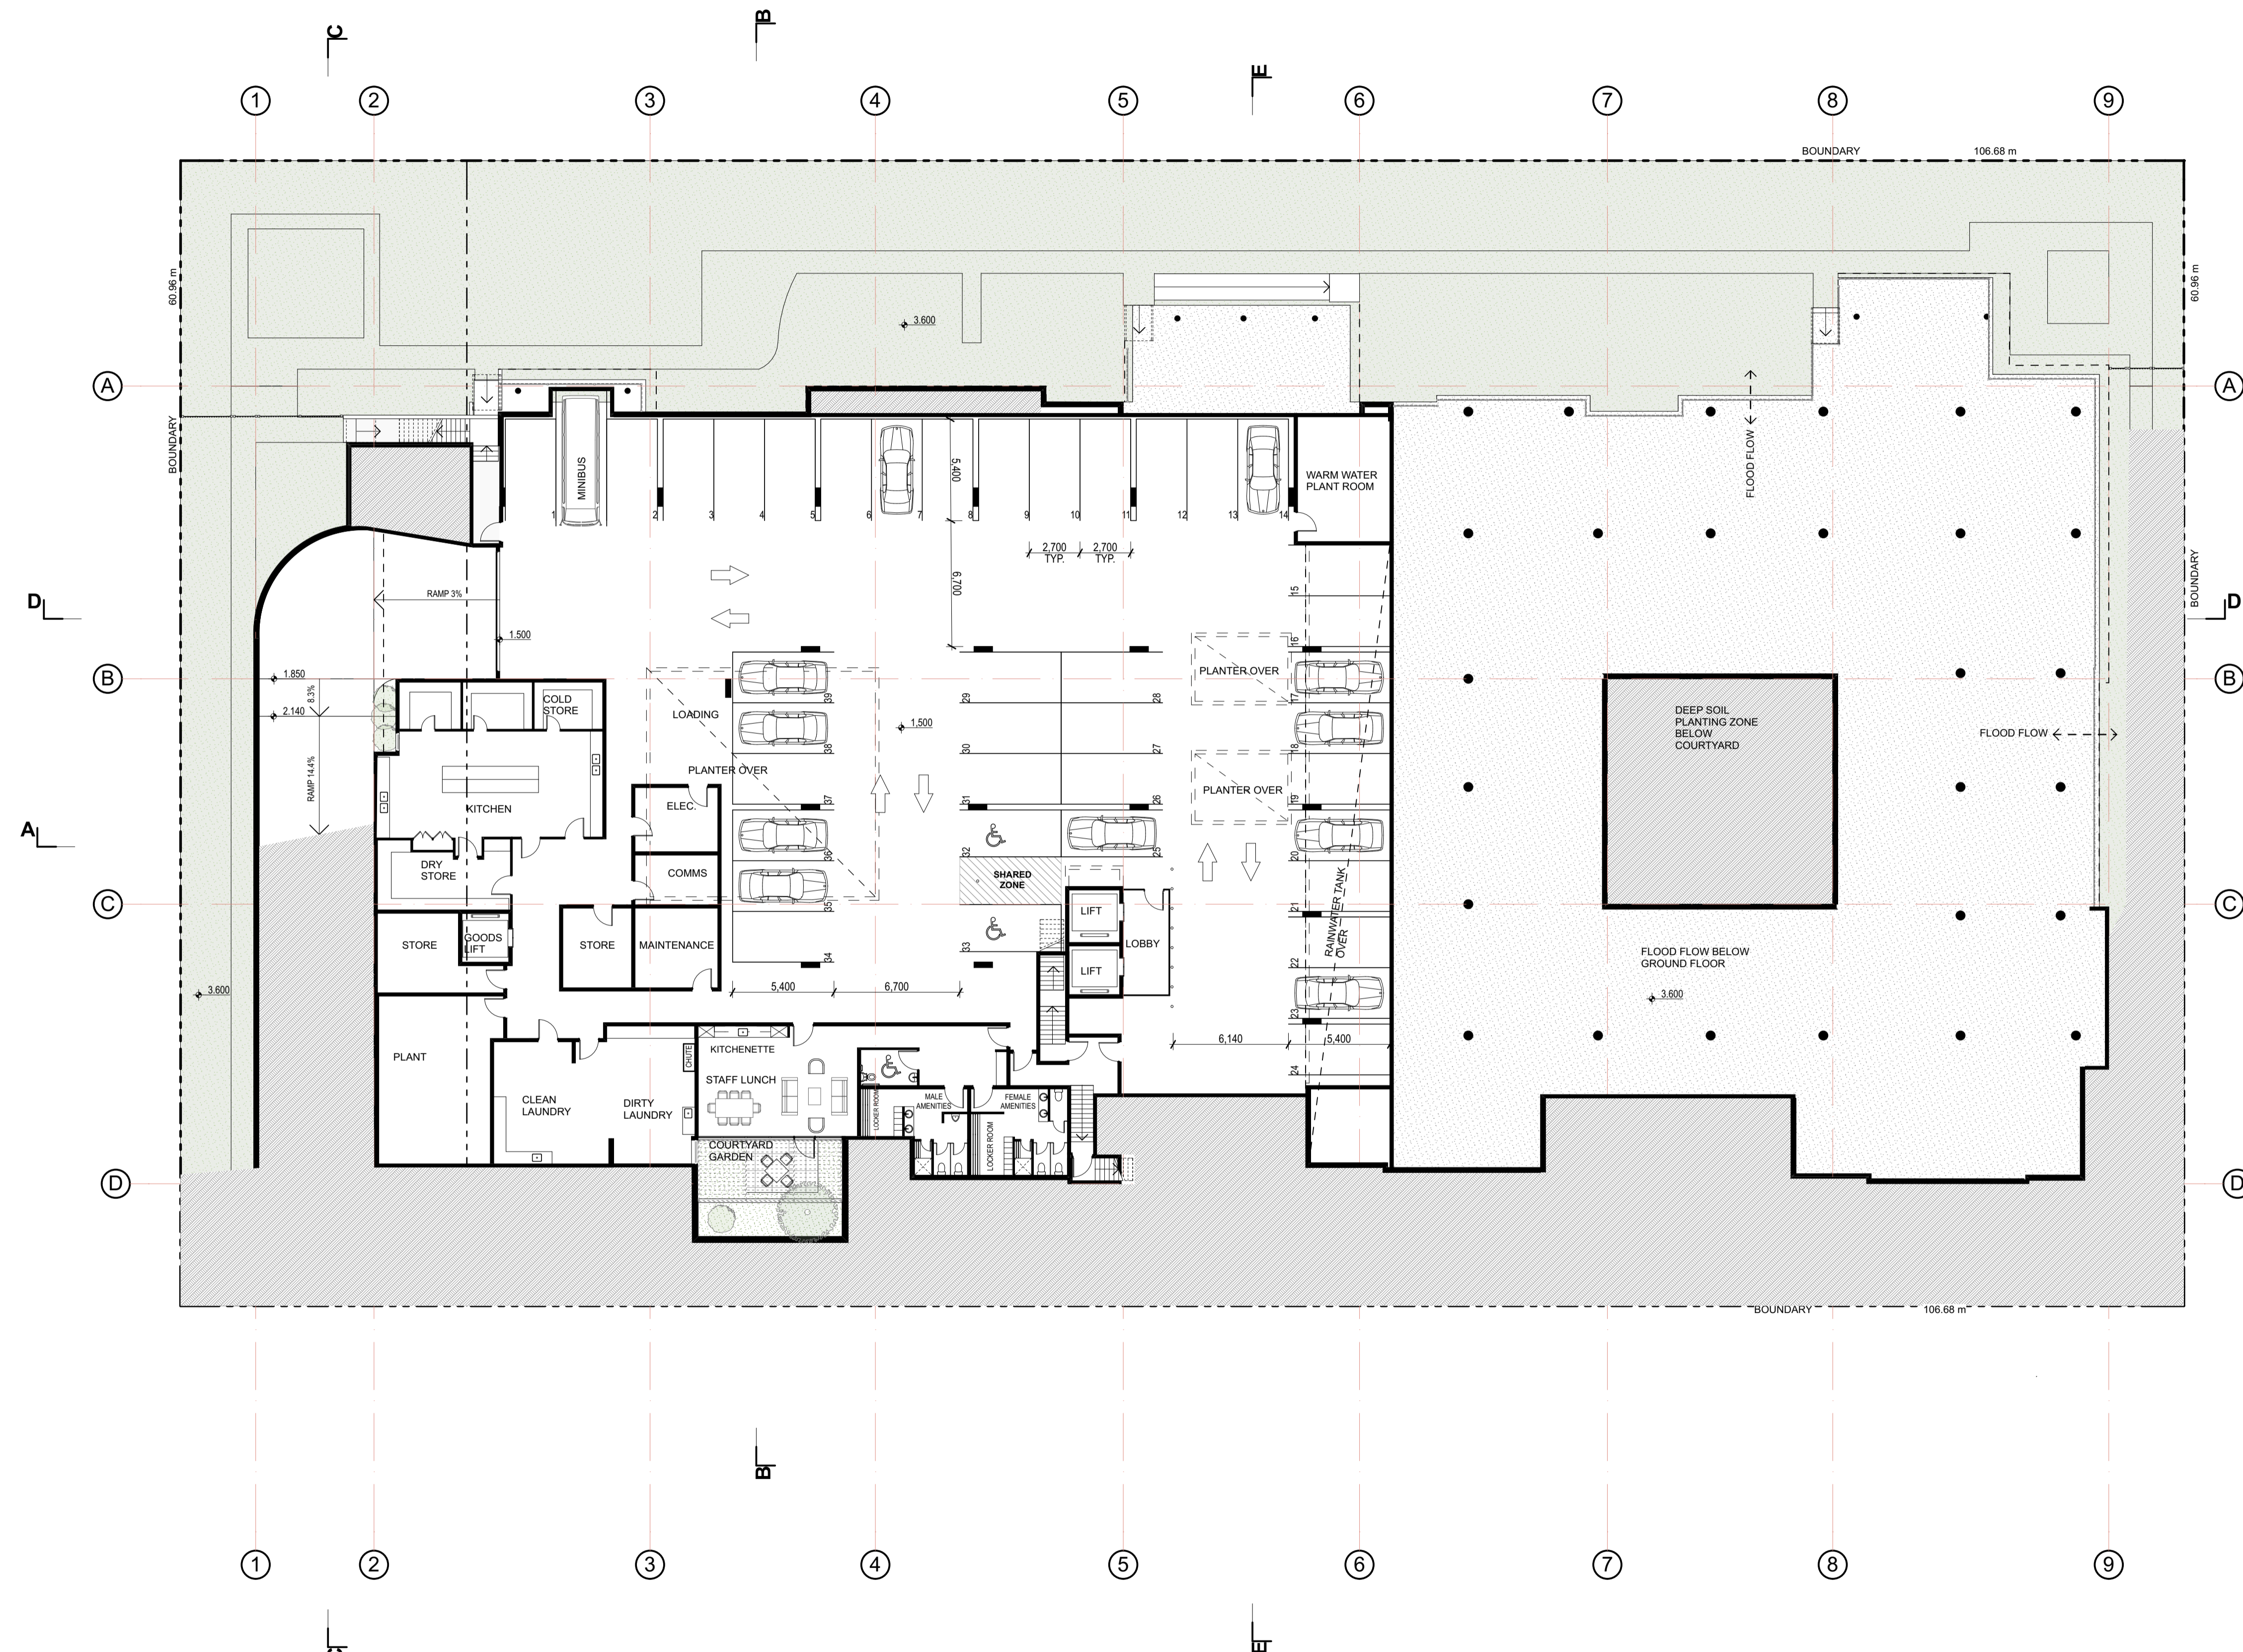 C
B
E
1
2
3
4
5
6
7
8
9
BOUNDARY
106.68 m
60.96 m
60.96 m
3.600
A
A
BOUNDARY
MINIBUS
5,400
WARM WATER
PLANT ROOM
FLOOD FLOW
1
2
3
4
5
6
7
8
9
10
11
12
13
14
2,700
TYP.
2,700
TYP.
6,700
BOUNDARY
D
RAMP 3%
15
D
1.500
16
B
1.850
8.3%
2.140
COLD
STORE
LOADING
39
29
28
PLANTER OVER
17
B
DEEP SOIL
PLANTING ZONE
BELOW
COURTYARD
1,500
FLOOD FLOW
38
30
27
18
RAMP 14.4%
PLANTER OVER
KITCHEN
ELEC.
37
31
26
PLANTER OVER
19
A
36
32
25
20
DRY
STORE
COMMS
SHARED
ZONE
C
35
LIFT
21
C
RAINWATER TANK
OVER
STORE
GOODS
LIFT
STORE
MAINTENANCE
34
33
LOBBY
LIFT
22
FLOOD FLOW BELOW
GROUND FLOOR
3.600
3.600
5,400
6,700
23
6,140
5,400
24
PLANT
CHUTE
KITCHENETTE
STAFF LUNCH
CLEAN
LAUNDRY
DIRTY
LAUNDRY
LOCKER ROOM
MALE
AMENITIES
FEMALE
AMENITIES
LOCKER ROOM
COURTYARD
GARDEN
D
D
BOUNDARY
106.68 m
B
1
2
3
4
5
6
7
8
9
C
E